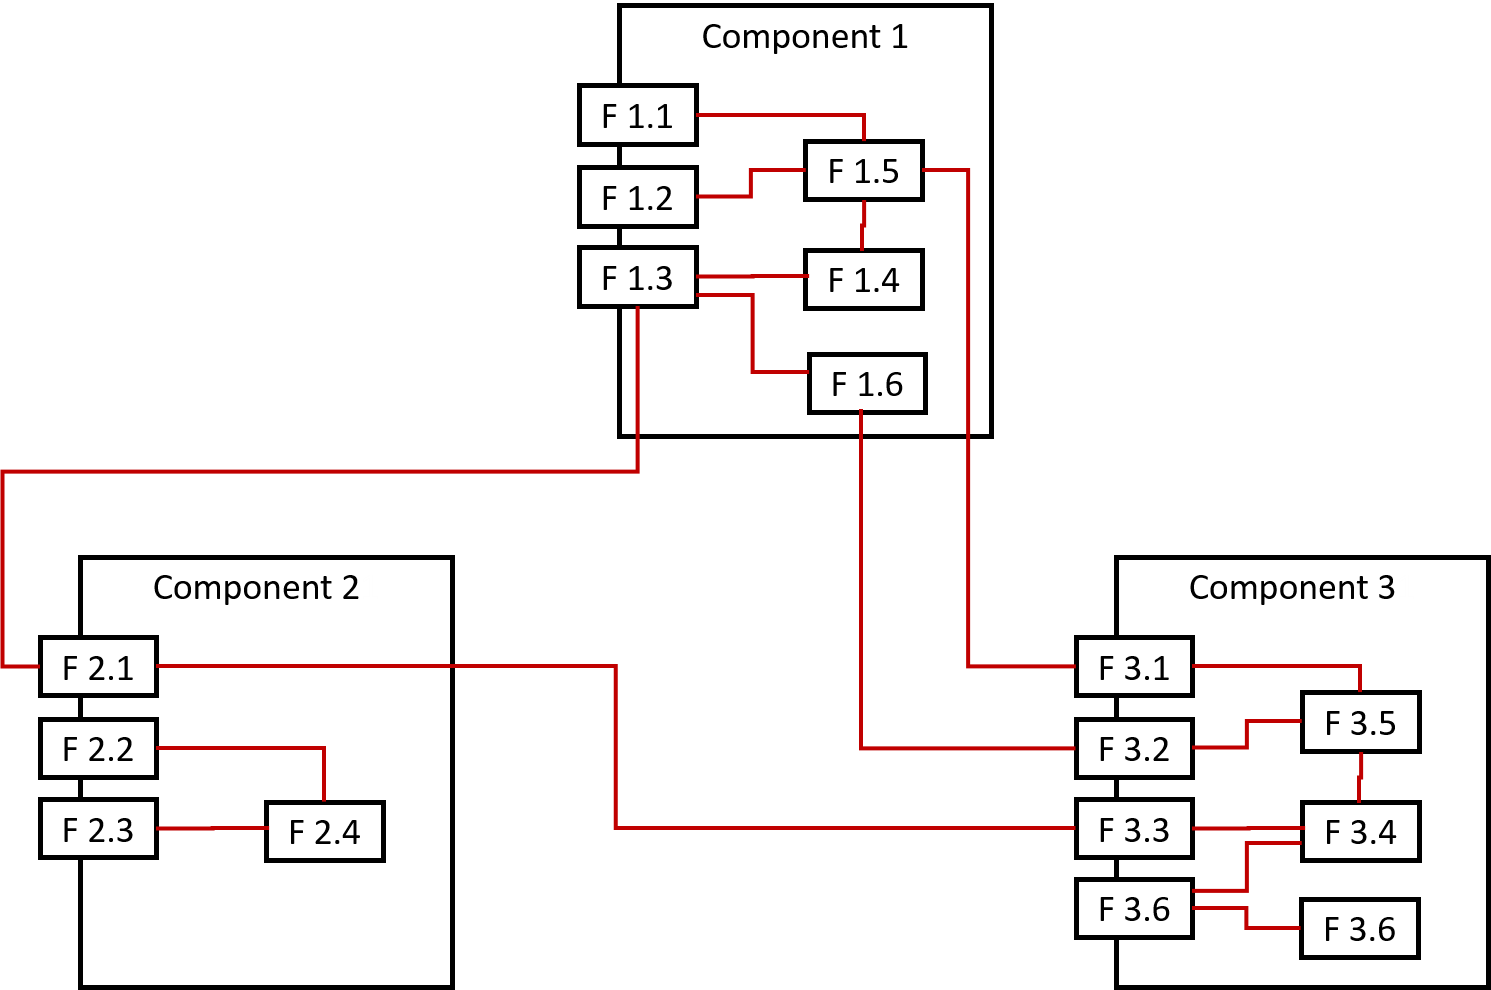 Component 1
F 1.1
F 1.5
F 1.2
F 1.3
F 1.4
F 1.6
Component 2
F 2.1
F 2.2
F 2.3
F 2.4
Component 3
F 3.1
F 3.5
F 3.2
F 3.3
F 3.4
F 3.6
F 3.6